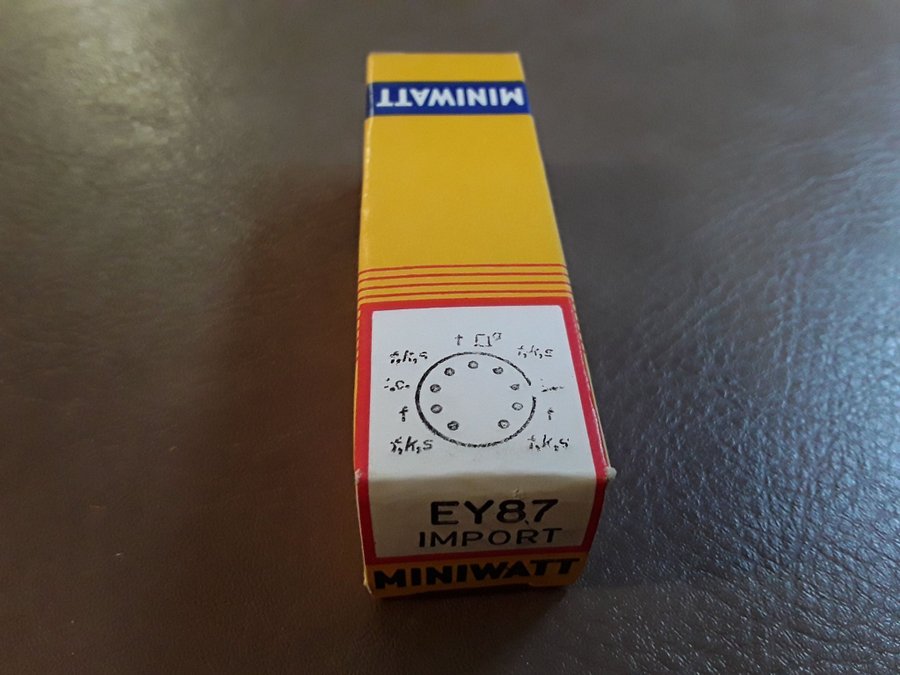 MINIWATT
f,k,s
f,k,s
f
f
f,k,s
f,k,s
EY87
IMPORT
MINIWATT